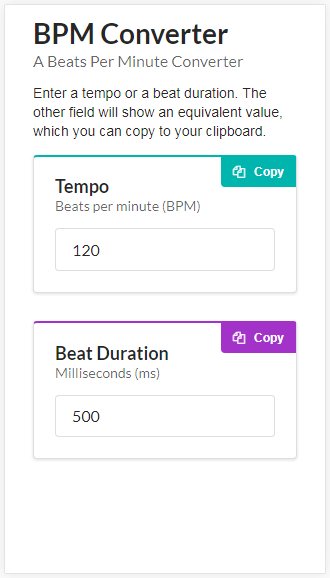 BPM Converter
A Beats Per Minute Converter
Enter a tempo or a beat duration. The
other field will show an equivalent value,
which you can copy to your clipboard.
Copy
Tempo
Beats per minute (BPM)
120
Copy
Beat Duration
Milliseconds (ms)
500